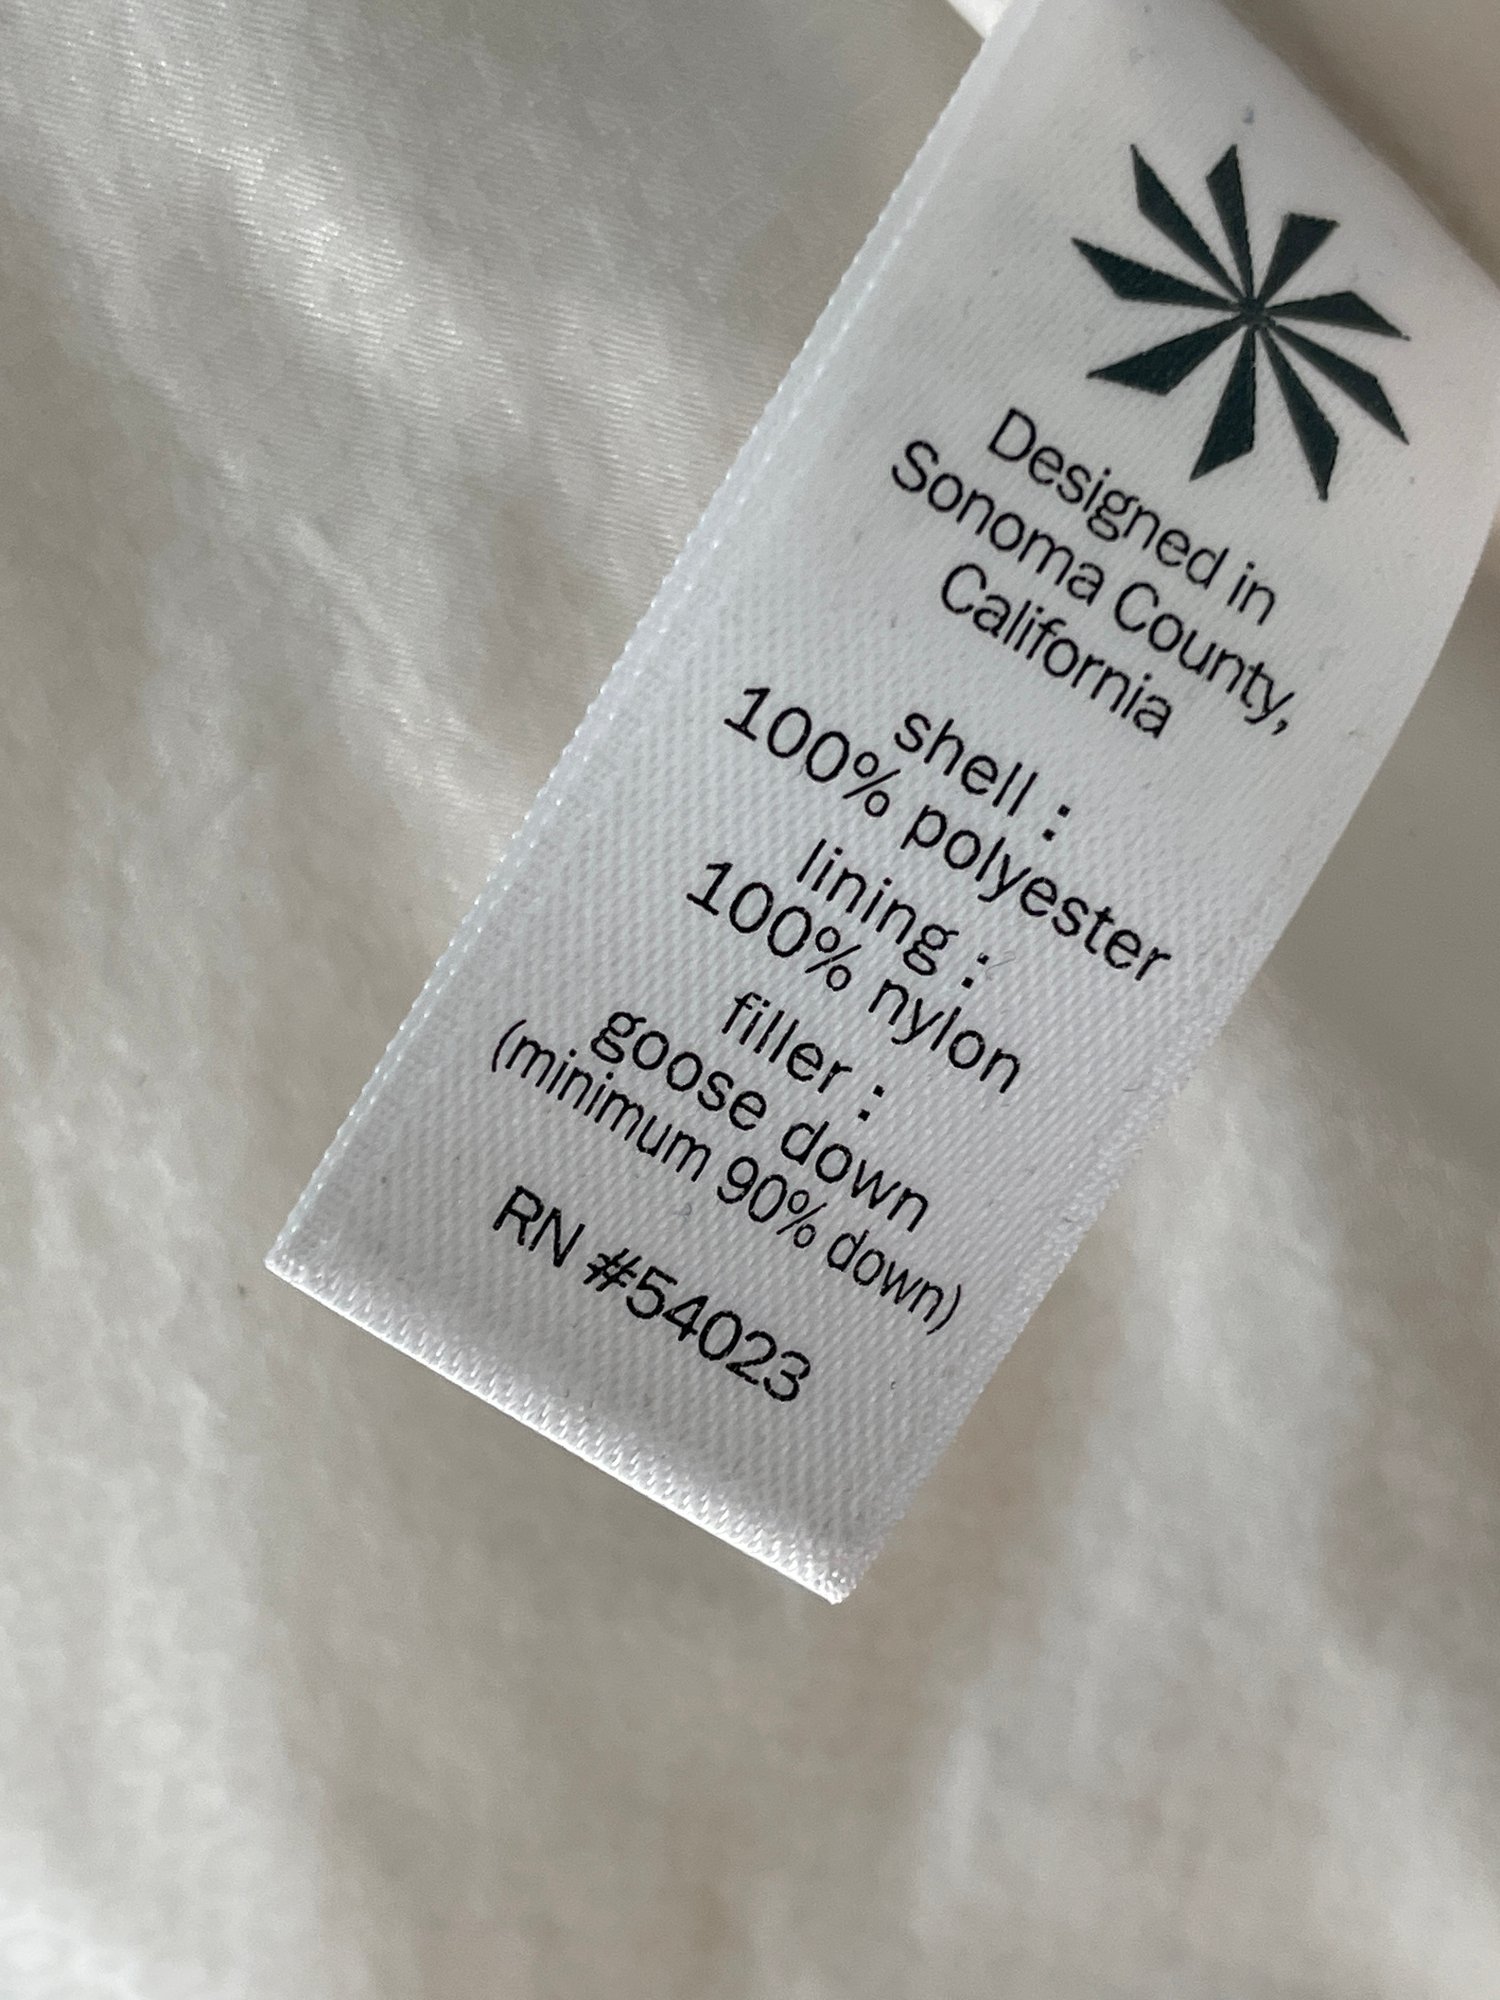 Designed in
Sonoma County,
California
shell :
100% polyester
lining :
100% nylon
filler :
goose down
(minimum 90% down)
RN #54023